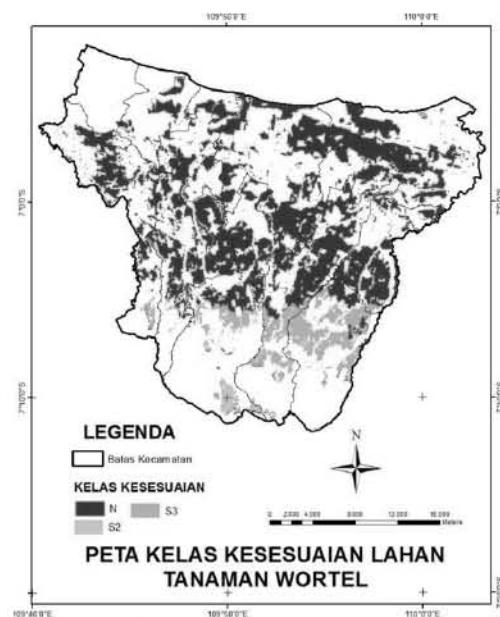 109°50'0"E
110°0'0"E
7°0'0"S
7°10'0"S
N
LEGENDA
Batas Kecamatan
KELAS KESESUAIAN
N
S3
S2
0 2.000 4.000 8.000 12.000 16.000
Meters
PETA KELAS KESESUAIAN LAHAN
TANAMAN WORTEL
109°40'0"E
109°50'0"E
110°0'0"E